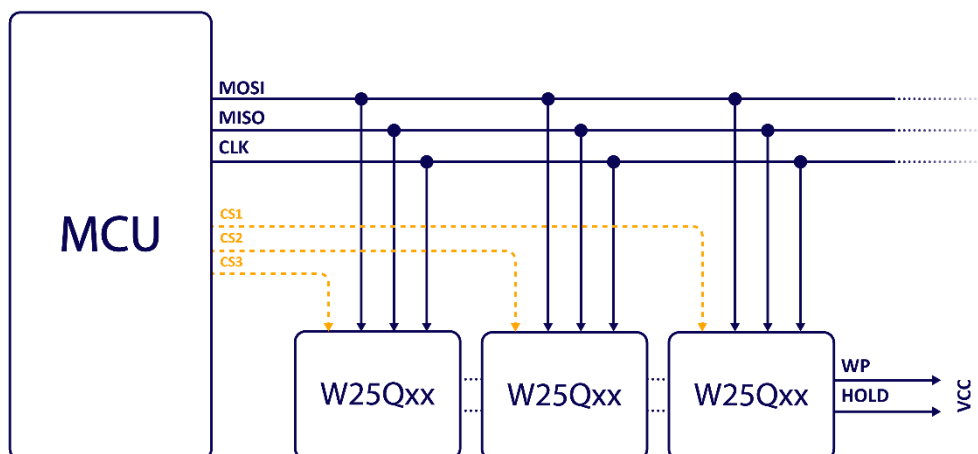 MOSI
MISO
CLK
MCU
CS1
CS2
CS3
W25Qxx
W25Qxx
W25Qxx
WP
HOLD
VCC